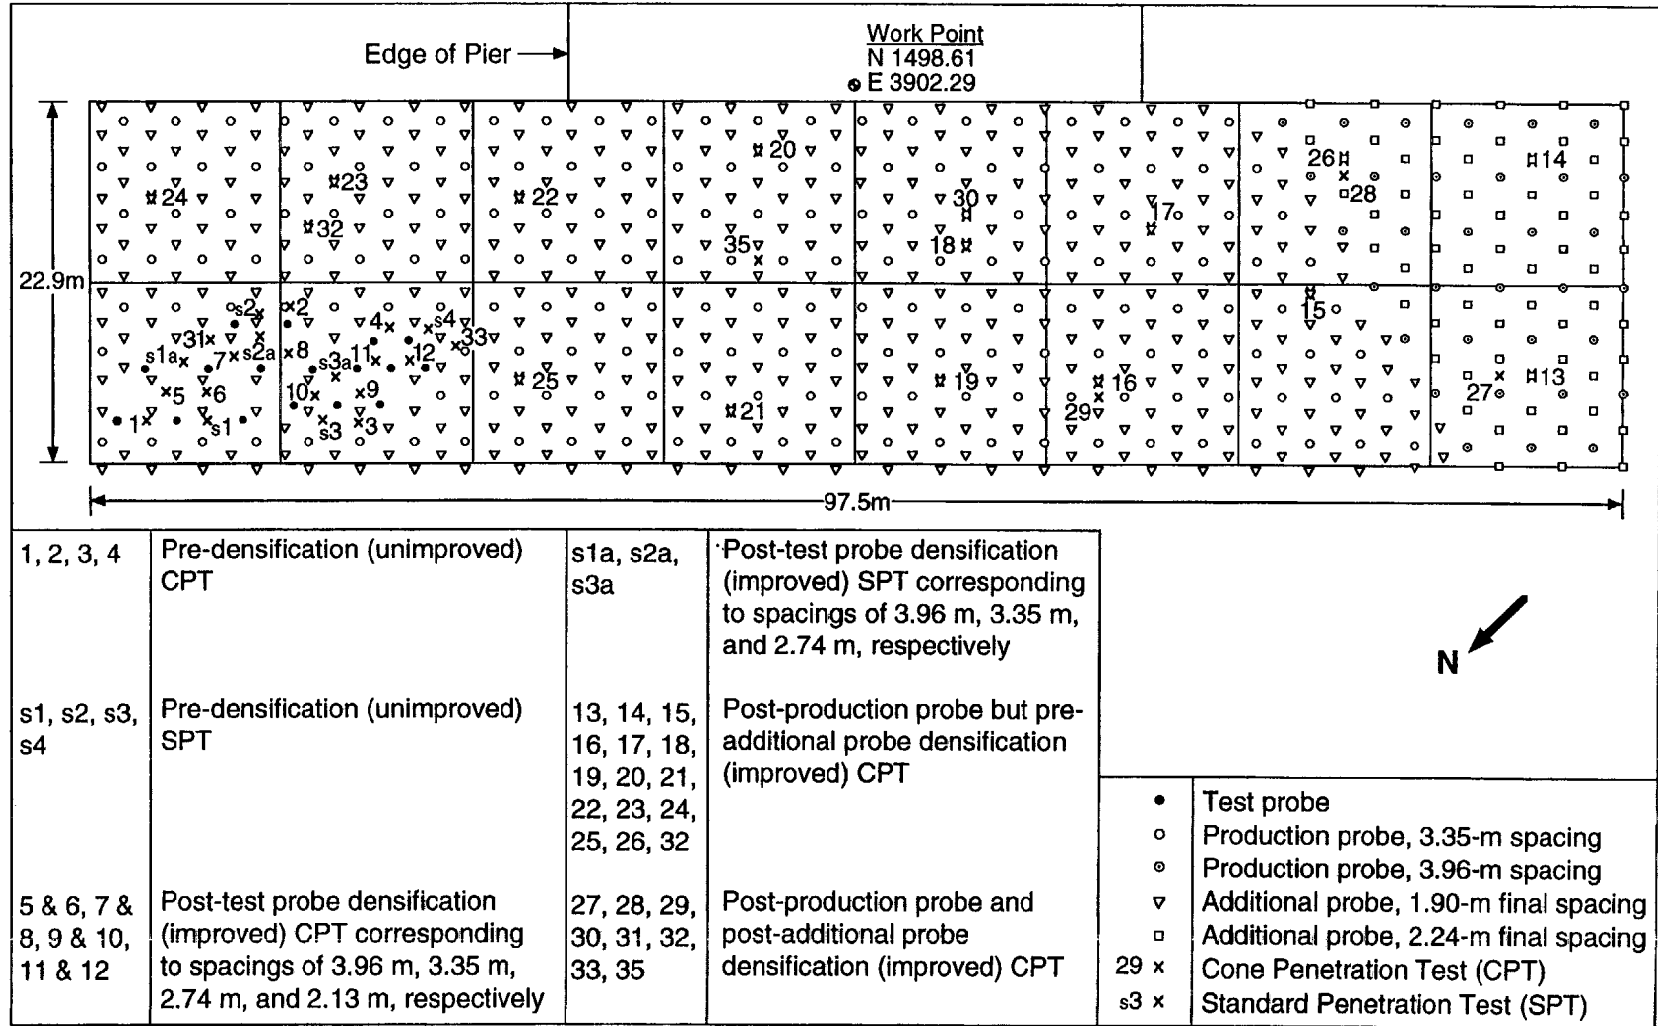 Edge of Pier
Work Point
N 1498.61
E 3902.29
20
26
14
24
23
22
30
28
32
35
18
17
22.9m
s2
2
4
s4
33
15
31
s1a
7
s2a
8
s3a
11
12
5
6
10
9
25
19
16
27
13
1
s1
s3
3
21
29
97.5m
1, 2, 3, 4
Pre-densification (unimproved)
CPT
s1a, s2a,
s3a
Post-test probe densification
(improved) SPT corresponding
to spacings of 3.96 m, 3.35 m,
and 2.74 m, respectively
N
s1, s2, s3,
s4
Pre-densification (unimproved)
SPT
13, 14, 15,
16, 17, 18,
19, 20, 21,
22, 23, 24,
25, 26, 32
Post-production probe but pre-
additional probe densification
(improved) CPT
5 & 6, 7 &
8, 9 & 10,
11 & 12
Post-test probe densification
(improved) CPT corresponding
to spacings of 3.96 m, 3.35 m,
2.74 m, and 2.13 m, respectively
27, 28, 29,
30, 31, 32,
33, 35
Post-production probe and
post-additional probe
densification (improved) CPT
Test probe
Production probe, 3.35-m spacing
Production probe, 3.96-m spacing
Additional probe, 1.90-m final spacing
Additional probe, 2.24-m final spacing
29 x Cone Penetration Test (CPT)
s3 x Standard Penetration Test (SPT)